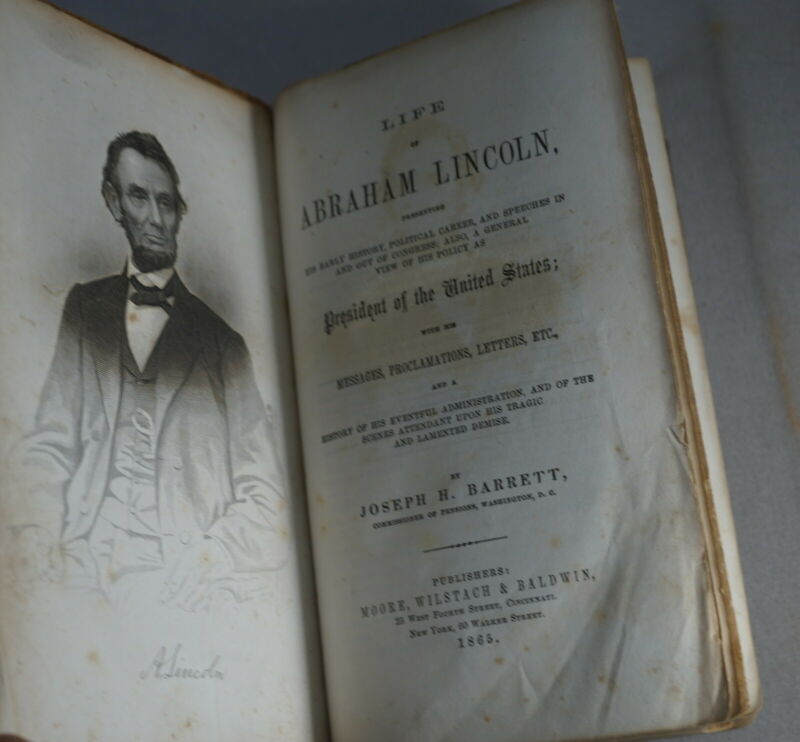 A. Lincoln
LIFE
OF
ABRAHAM LINCOLN,
PRESENTING
HIS EARLY HISTORY, POLITICAL CAREER, AND SPEECHES IN
AND OUT OF CONGRESS; ALSO, A GENERAL
VIEW OF HIS POLICY AS
President of the United States;
WITH HIS
MESSAGES, PROCLAMATIONS, LETTERS, ETC.,
AND A
HISTORY OF HIS EVENTFUL ADMINISTRATION, AND OF THE
SCENES ATTENDANT UPON HIS TRAGIC
AND LAMENTED DEMISE.
BY
JOSEPH H. BARRETT,
COMMISSIONER OF PENSIONS, WASHINGTON, D. C.
PUBLISHERS:
MOORE, WILSTACH & BALDWIN,
25 WEST FOURTH STREET, CINCINNATI.
NEW YORK, 60 WALKER STREET.
1865.